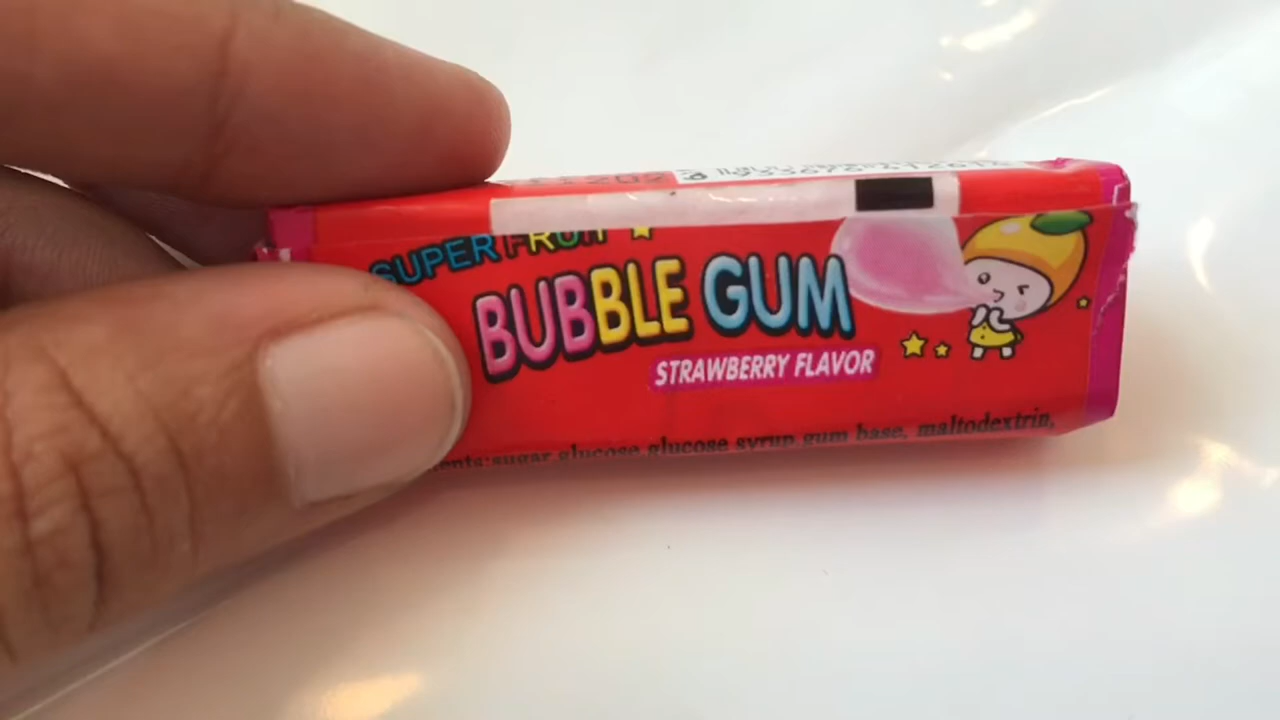 SUPER FRUIT
BUBBLE GUM
STRAWBERRY FLAVOR
sugar,glucose,glucose syrup,gum base, maltodextrin,